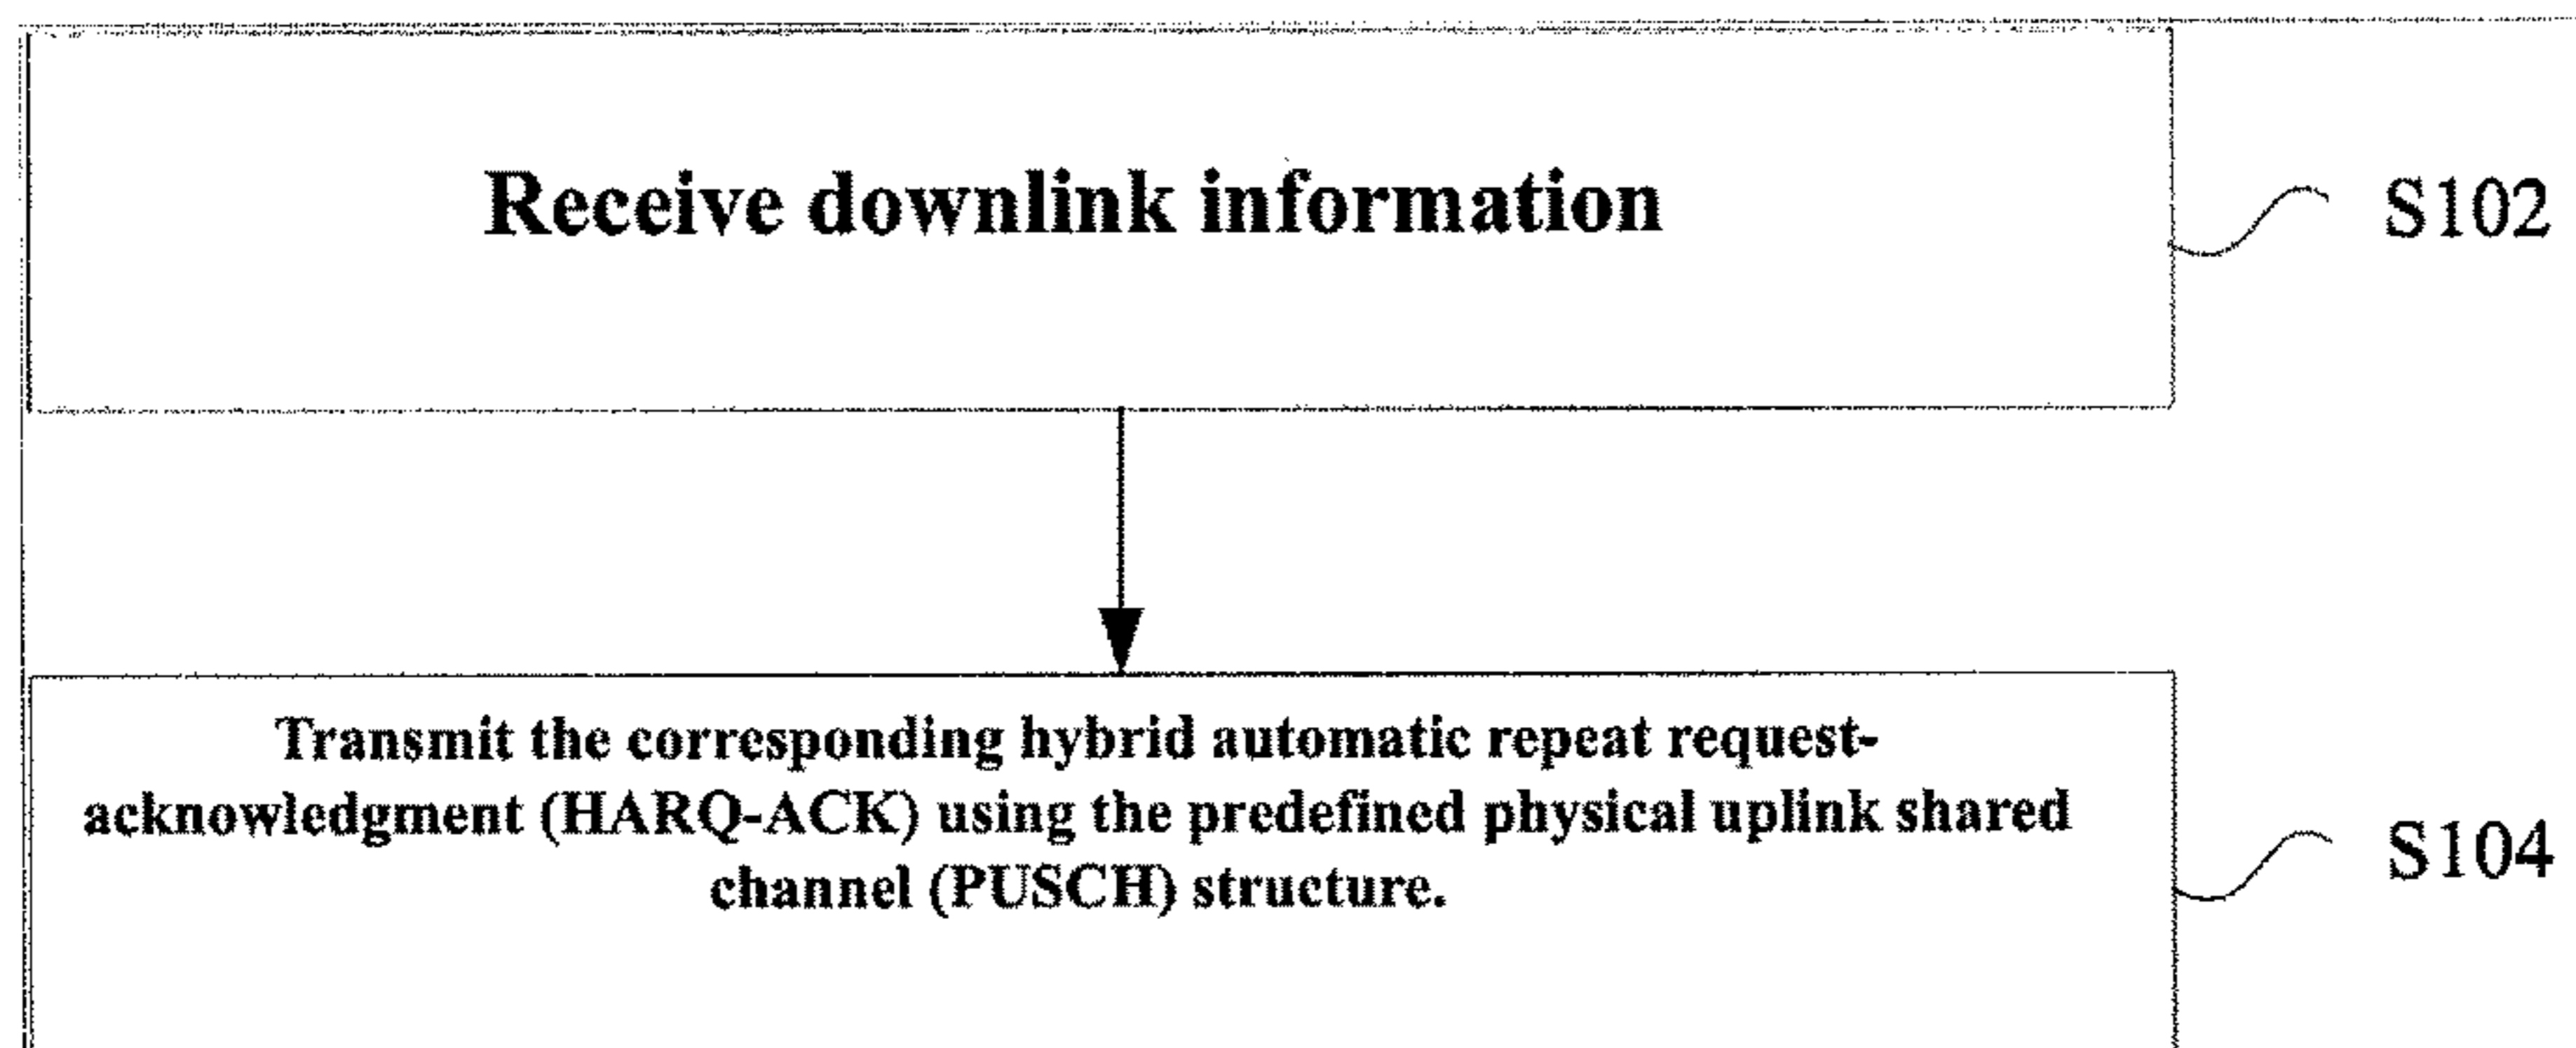 Receive downlink information
S102
Transmit the corresponding hybrid automatic repeat request-
acknowledgment (HARQ-ACK) using the predefined physical uplink shared
channel (PUSCH) structure.
S104